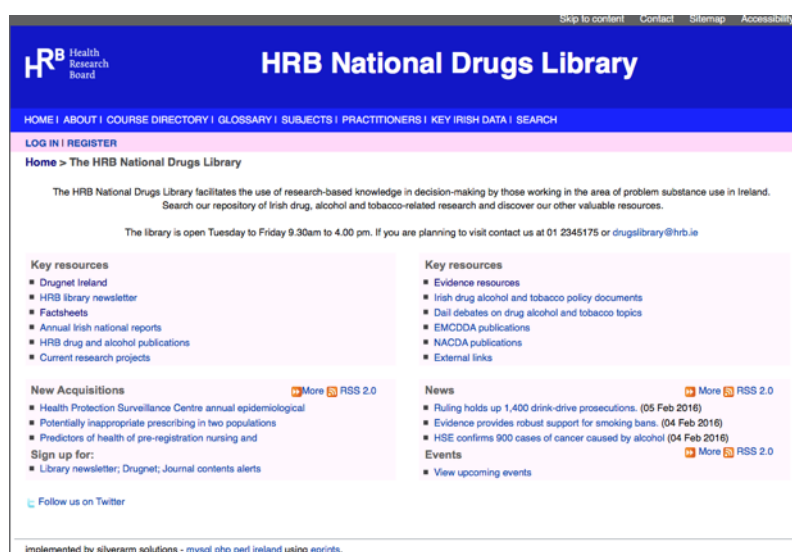 Skip to content Contact Sitemap Accessibility
HRB Health
Research
Board
HRB National Drugs Library
HOME I ABOUT I COURSE DIRECTORY I GLOSSARY I SUBJECTS I PRACTITIONERS I KEY IRISH DATA I SEARCH
LOG IN I REGISTER
Home > The HRB National Drugs Library
The HRB National Drugs Library facilitates the use of research-based knowledge in decision-making by those working in the area of problem substance use in Ireland.
Search our repository of Irish drug, alcohol and tobacco-related research and discover our other valuable resources.
The library is open Tuesday to Friday 9.30am to 4.00 pm. If you are planning to visit contact us at 01 2345175 or drugslibrary@hrb.ie
Key resources
Drugnet Ireland
HRB library newsletter
Factsheets
Annual Irish national reports
HRB drug and alcohol publications
Current research projects
Key resources
Evidence resources
Irish drug alcohol and tobacco policy documents
Dail debates on drug alcohol and tobacco topics
EMCDDA publications
NACDA publications
External links
New Acquisitions More RSS 2.0
Health Protection Surveillance Centre annual epidemiological
Potentially inappropriate prescribing in two populations
Predictors of health of pre-registration nursing and
Sign up for:
Library newsletter; Drugnet; Journal contents alerts
News More RSS 2.0
Ruling holds up 1,400 drink-drive prosecutions. (05 Feb 2016)
Evidence provides robust support for smoking bans. (04 Feb 2016)
HSE confirms 900 cases of cancer caused by alcohol (04 Feb 2016)
Events More RSS 2.0
View upcoming events
Follow us on Twitter
implemented by silverarm solutions - mysql php perl ireland using eprints.